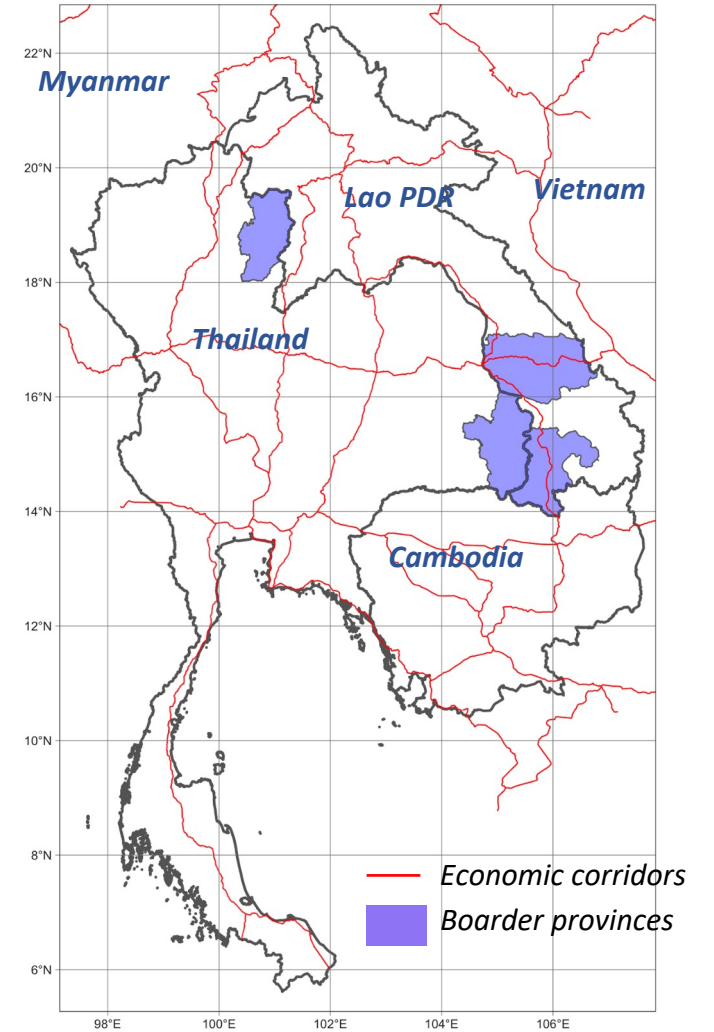 22°N
Myanmar
20°N
Lao PDR
Vietnam
18°N
Thailand
16°N
14°N
Cambodia
12°N
10°N
8°N
Economic corridors
Boarder provinces
6°N
98°E 100°E 102°E 104°E 106°E